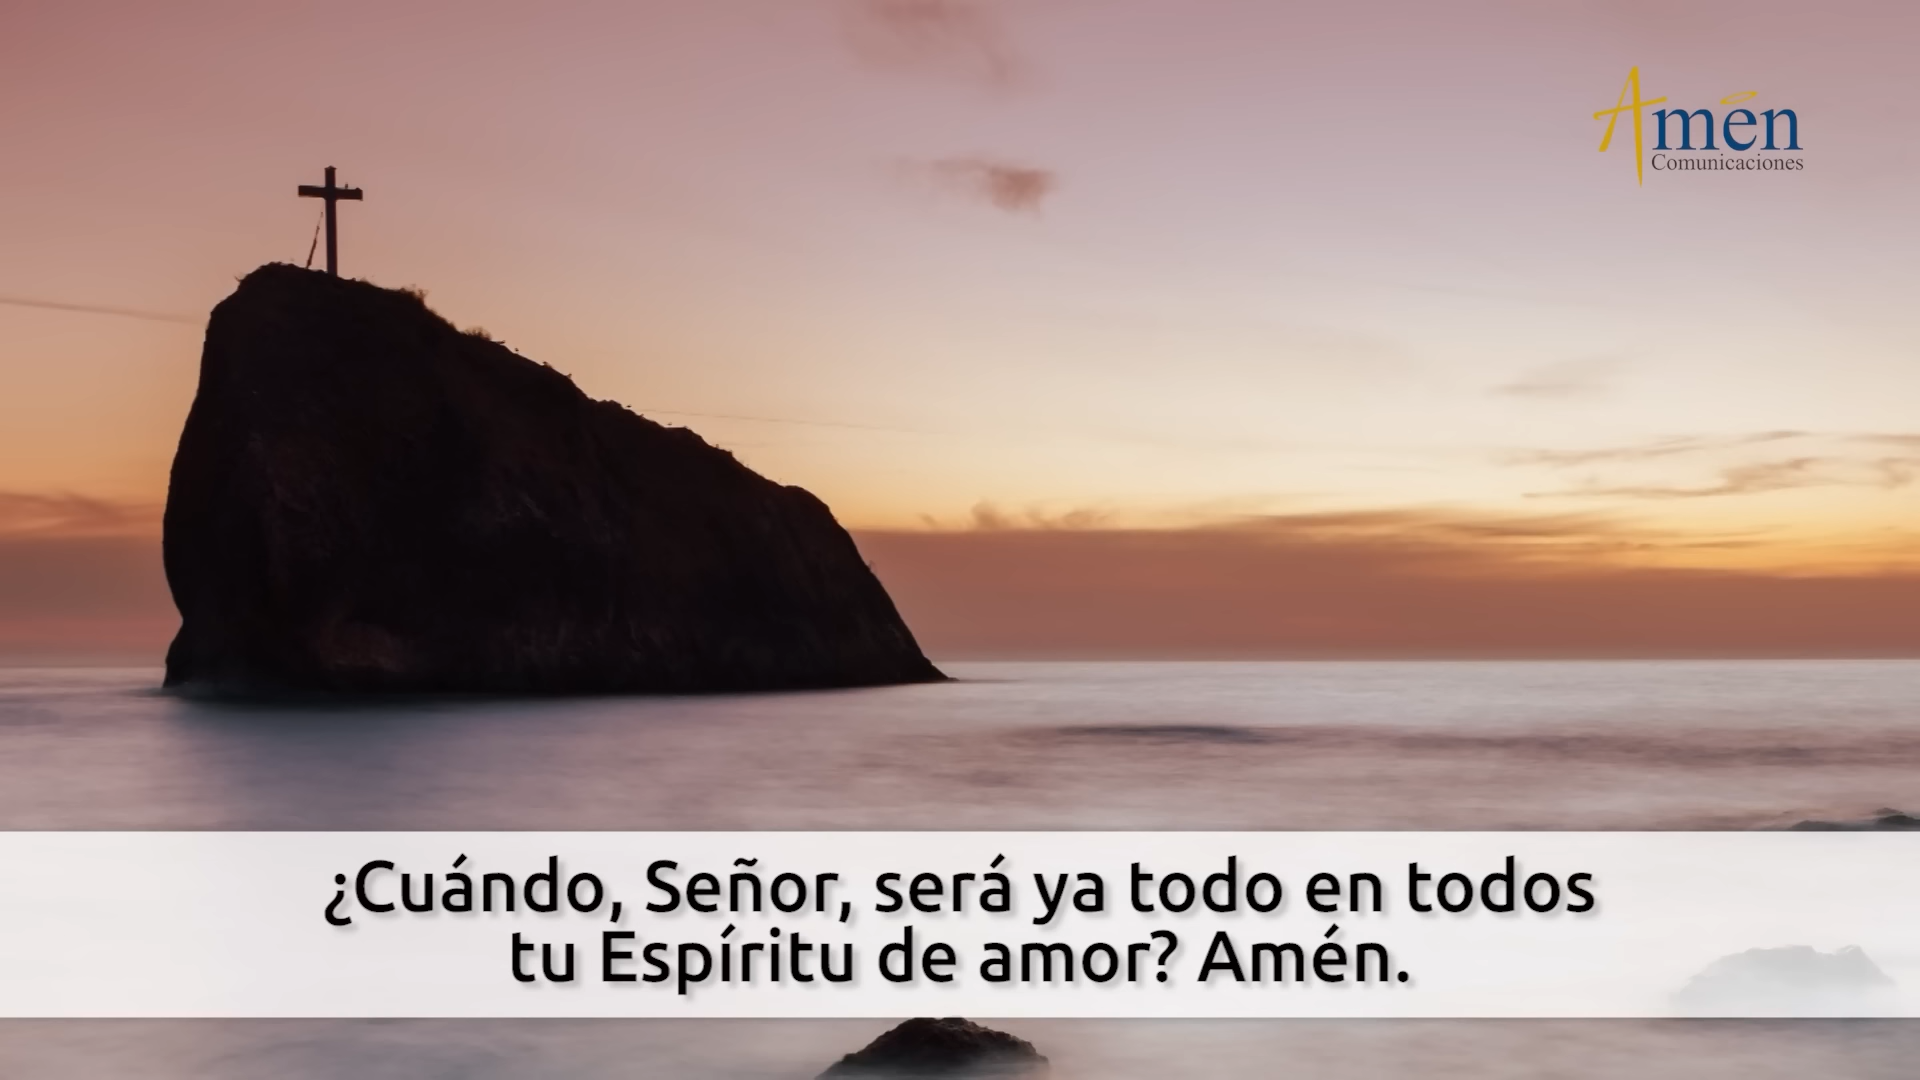 Amén
Comunicaciones
¿Cuándo, Señor, será ya todo en todos
tu Espíritu de amor? Amén.